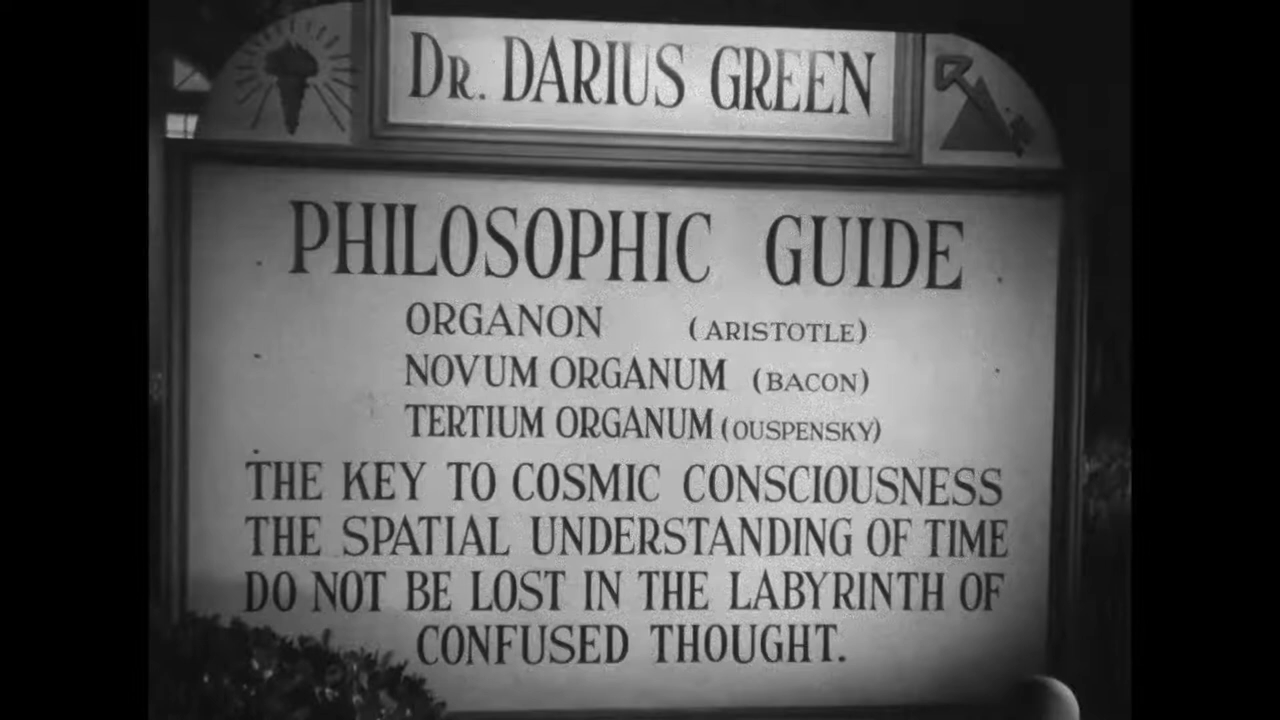 Dr. DARIUS GREEN
PHILOSOPHIC GUIDE
ORGANON (ARISTOTLE)
NOVUM ORGANUM (BACON)
TERTIUM ORGANUM (OUSPENSKY)
THE KEY TO COSMIC CONSCIOUSNESS
THE SPATIAL UNDERSTANDING OF TIME
DO NOT BE LOST IN THE LABYRINTH OF
CONFUSED THOUGHT.